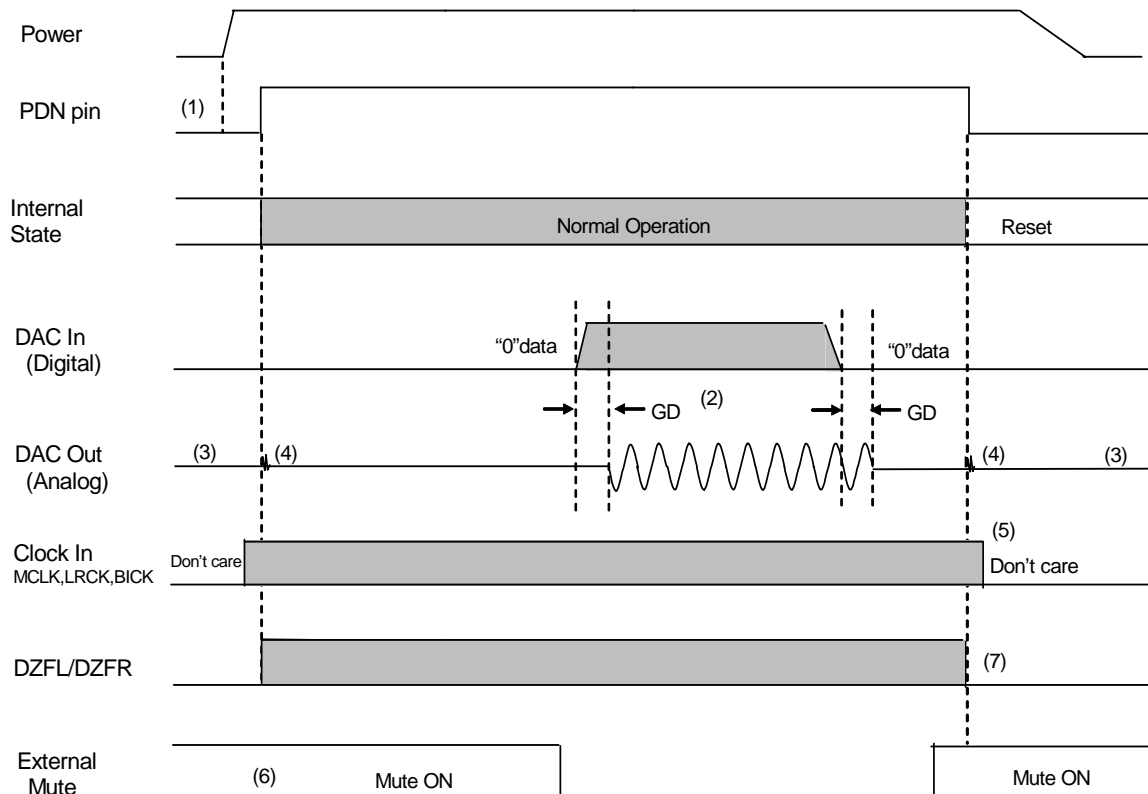 Power
PDN pin
(1)
Internal
State
Normal Operation
Reset
DAC In
(Digital)
“0”data
“0”data
GD
(2)
GD
DAC Out
(Analog)
(3)
(4)
(4)
(3)
Clock In
MCLK,LRCK,BICK
Don’t care
(5)
Don’t care
DZFL/DZFR
(7)
External
Mute
(6)
Mute ON
Mute ON